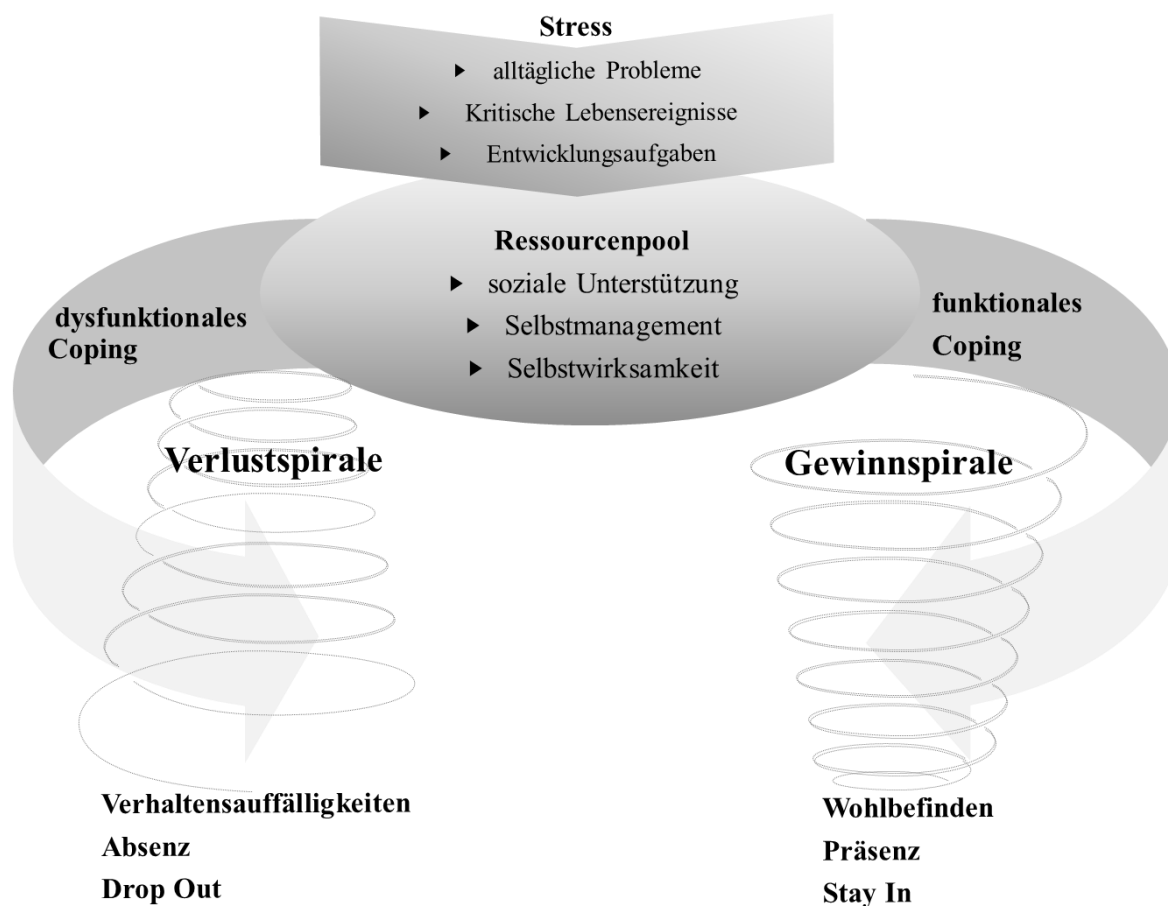 Stress
▸ alltägliche Probleme
▸ Kritische Lebensereignisse
▸ Entwicklungsaufgaben
Ressourcenpool
▸ soziale Unterstützung
▸ Selbstmanagement
▸ Selbstwirksamkeit
dysfunktionales
Coping
funktionales
Coping
Verlustspirale
Gewinnspirale
Verhaltensauffälligkeiten
Absenz
Drop Out
Wohlbefinden
Präsenz
Stay In